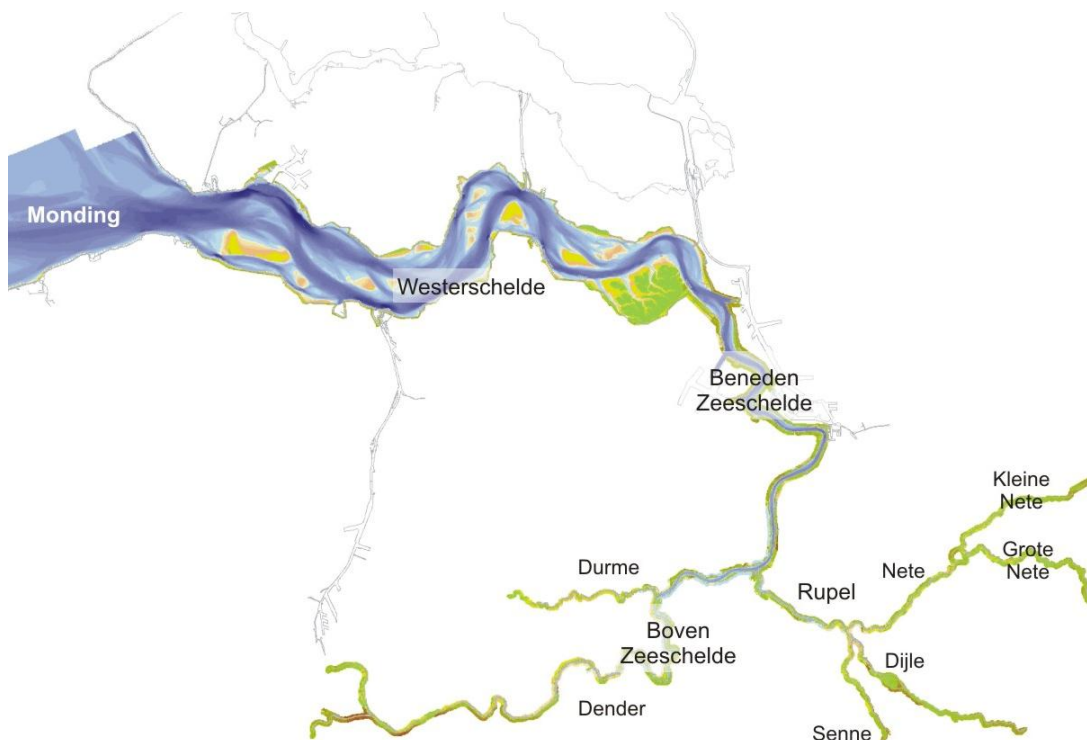 Monding
Westerschelde
Beneden
Zeeschelde
Kleine
Nete
Grote
Nete
Nete
Durme
Rupel
Boven
Zeeschelde
Dijle
Dender
Senne